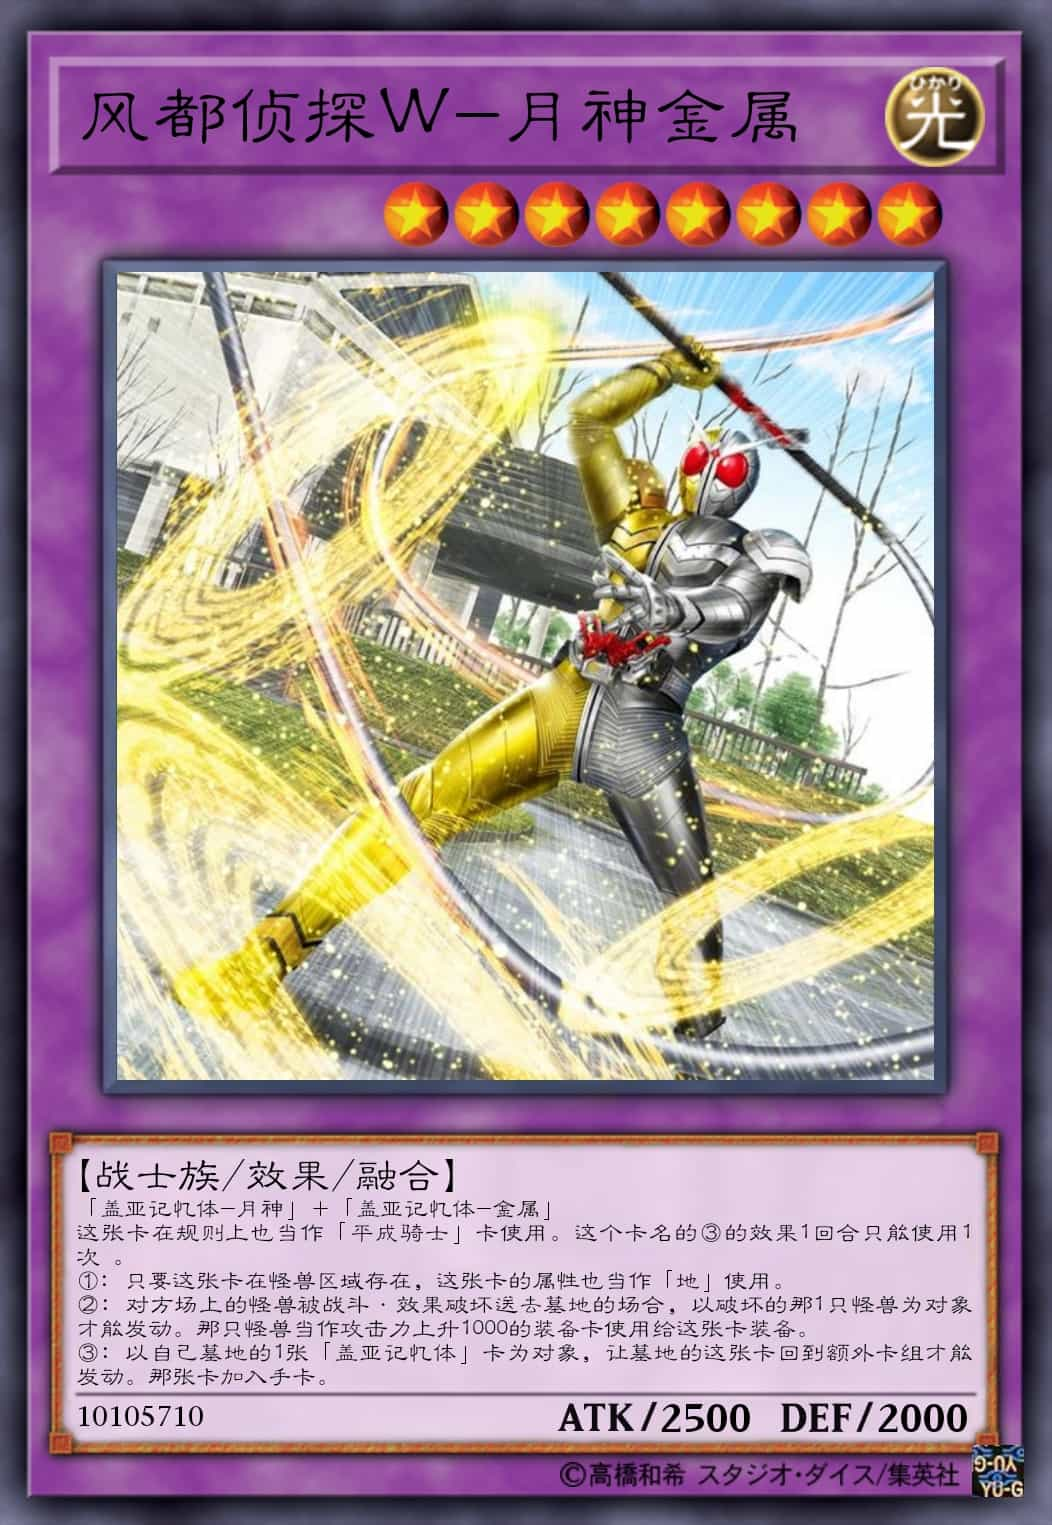 风都侦探W-月神金属
ひかり
光
【战士族/效果/融合】
「盖亚记忆体-月神」+「盖亚记忆体-金属」
这张卡在规则上也当作「平成骑士」卡使用。这个卡名的③的效果1回合只能使用1
次 。
①：只要这张卡在怪兽区域存在，这张卡的属性也当作「地」使用。
②：对方场上的怪兽被战斗·效果破坏送去墓地的场合，以破坏的那1只怪兽为对象
才能发动。那只怪兽当作攻击力上升1000的装备卡使用给这张卡装备。
③：以自己墓地的1张「盖亚记忆体」卡为对象，让墓地的这张卡回到额外卡组才能
发动。那张卡加入手卡。
10105710 ATK/2500 DEF/2000
©高橋和希 スタジオ·ダイス/集英社
YU-G